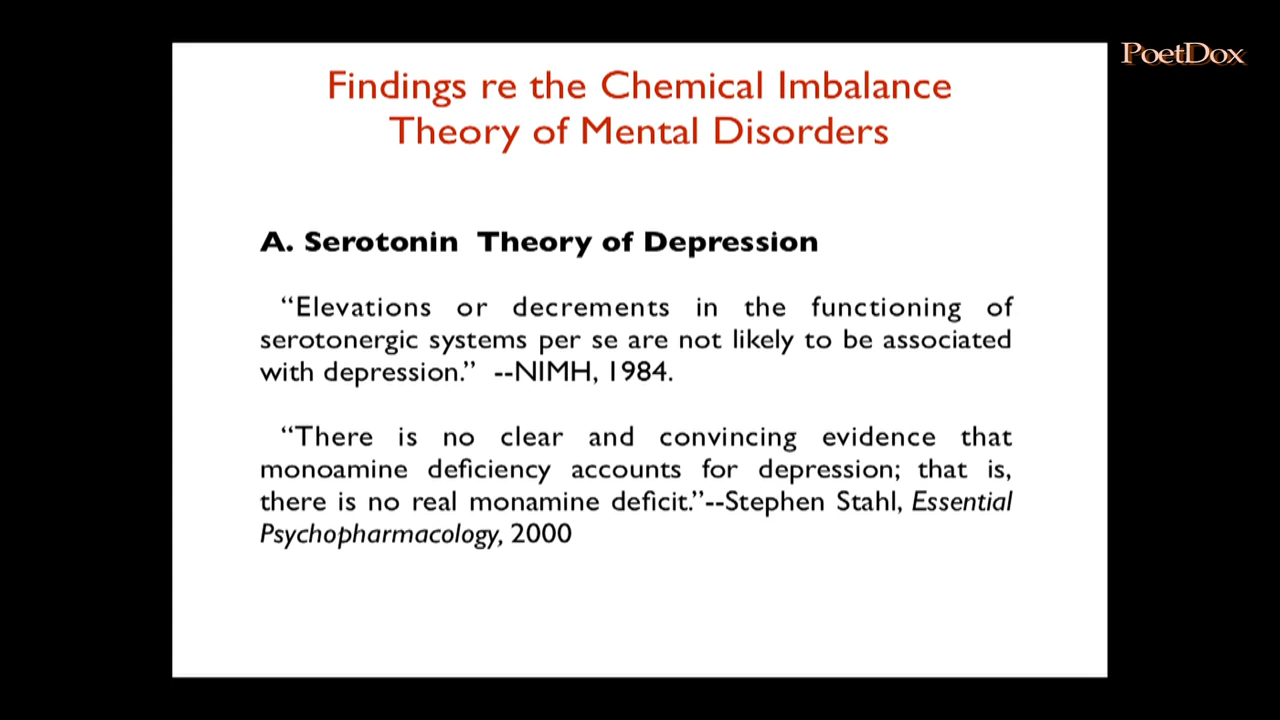 PoetDox
Findings re the Chemical Imbalance
Theory of Mental Disorders
A. Serotonin Theory of Depression
“Elevations or decrements in the functioning of
serotonergic systems per se are not likely to be associated
with depression.” --NIMH, 1984.
“There is no clear and convincing evidence that
monoamine deficiency accounts for depression; that is,
there is no real monamine deficit.”--Stephen Stahl, Essential
Psychopharmacology, 2000